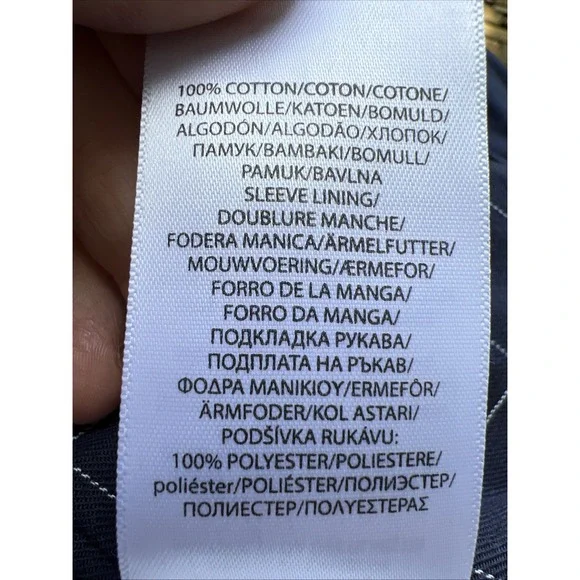 100% COTTON/COTON/COTONE/
BAUMWOLLE/KATOEN/BOMULD/
ALGODÓN/ALGODÃO/ХЛОПОК/
ПАМУК/BAMBAKI/BOMULL/
PAMUK/BAVLNA
SLEEVE LINING/
DOUBLURE MANCHE/
FODERA MANICA/ÄRMELFUTTER/
MOUWVOERING/ÆRMEFOR/
FORRO DE LA MANGA/
FORRO DA MANGA/
ПОДКЛАДКА РУКАВА/
ПОДПЛАТА НА РЪКАВ/
ΦΟΔΡΑ ΜΑΝΙΚΙΟΥ/ERMEFÔR/
ÄRMFODER/KOL ASTARI/
PODŠÍVKA RUKÁVU:
100% POLYESTER/POLIESTERE/
poliéster/POLIÉSTER/ПОЛИЭСТЕР/
ПОЛИЕСТЕР/ΠΟΛΥΕΣΤΕΡΑΣ